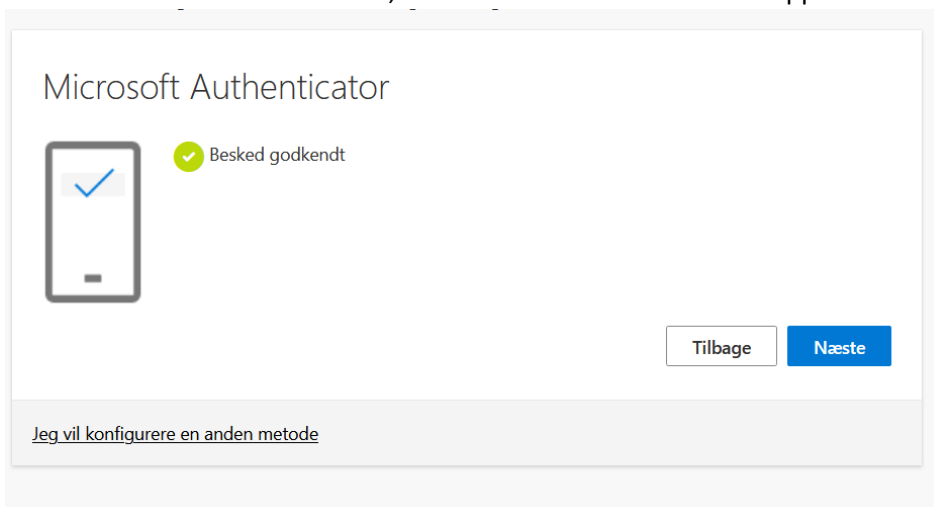 Microsoft Authenticator
Besked godkendt
Tilbage
Næste
Jeg vil konfigurere en anden metode